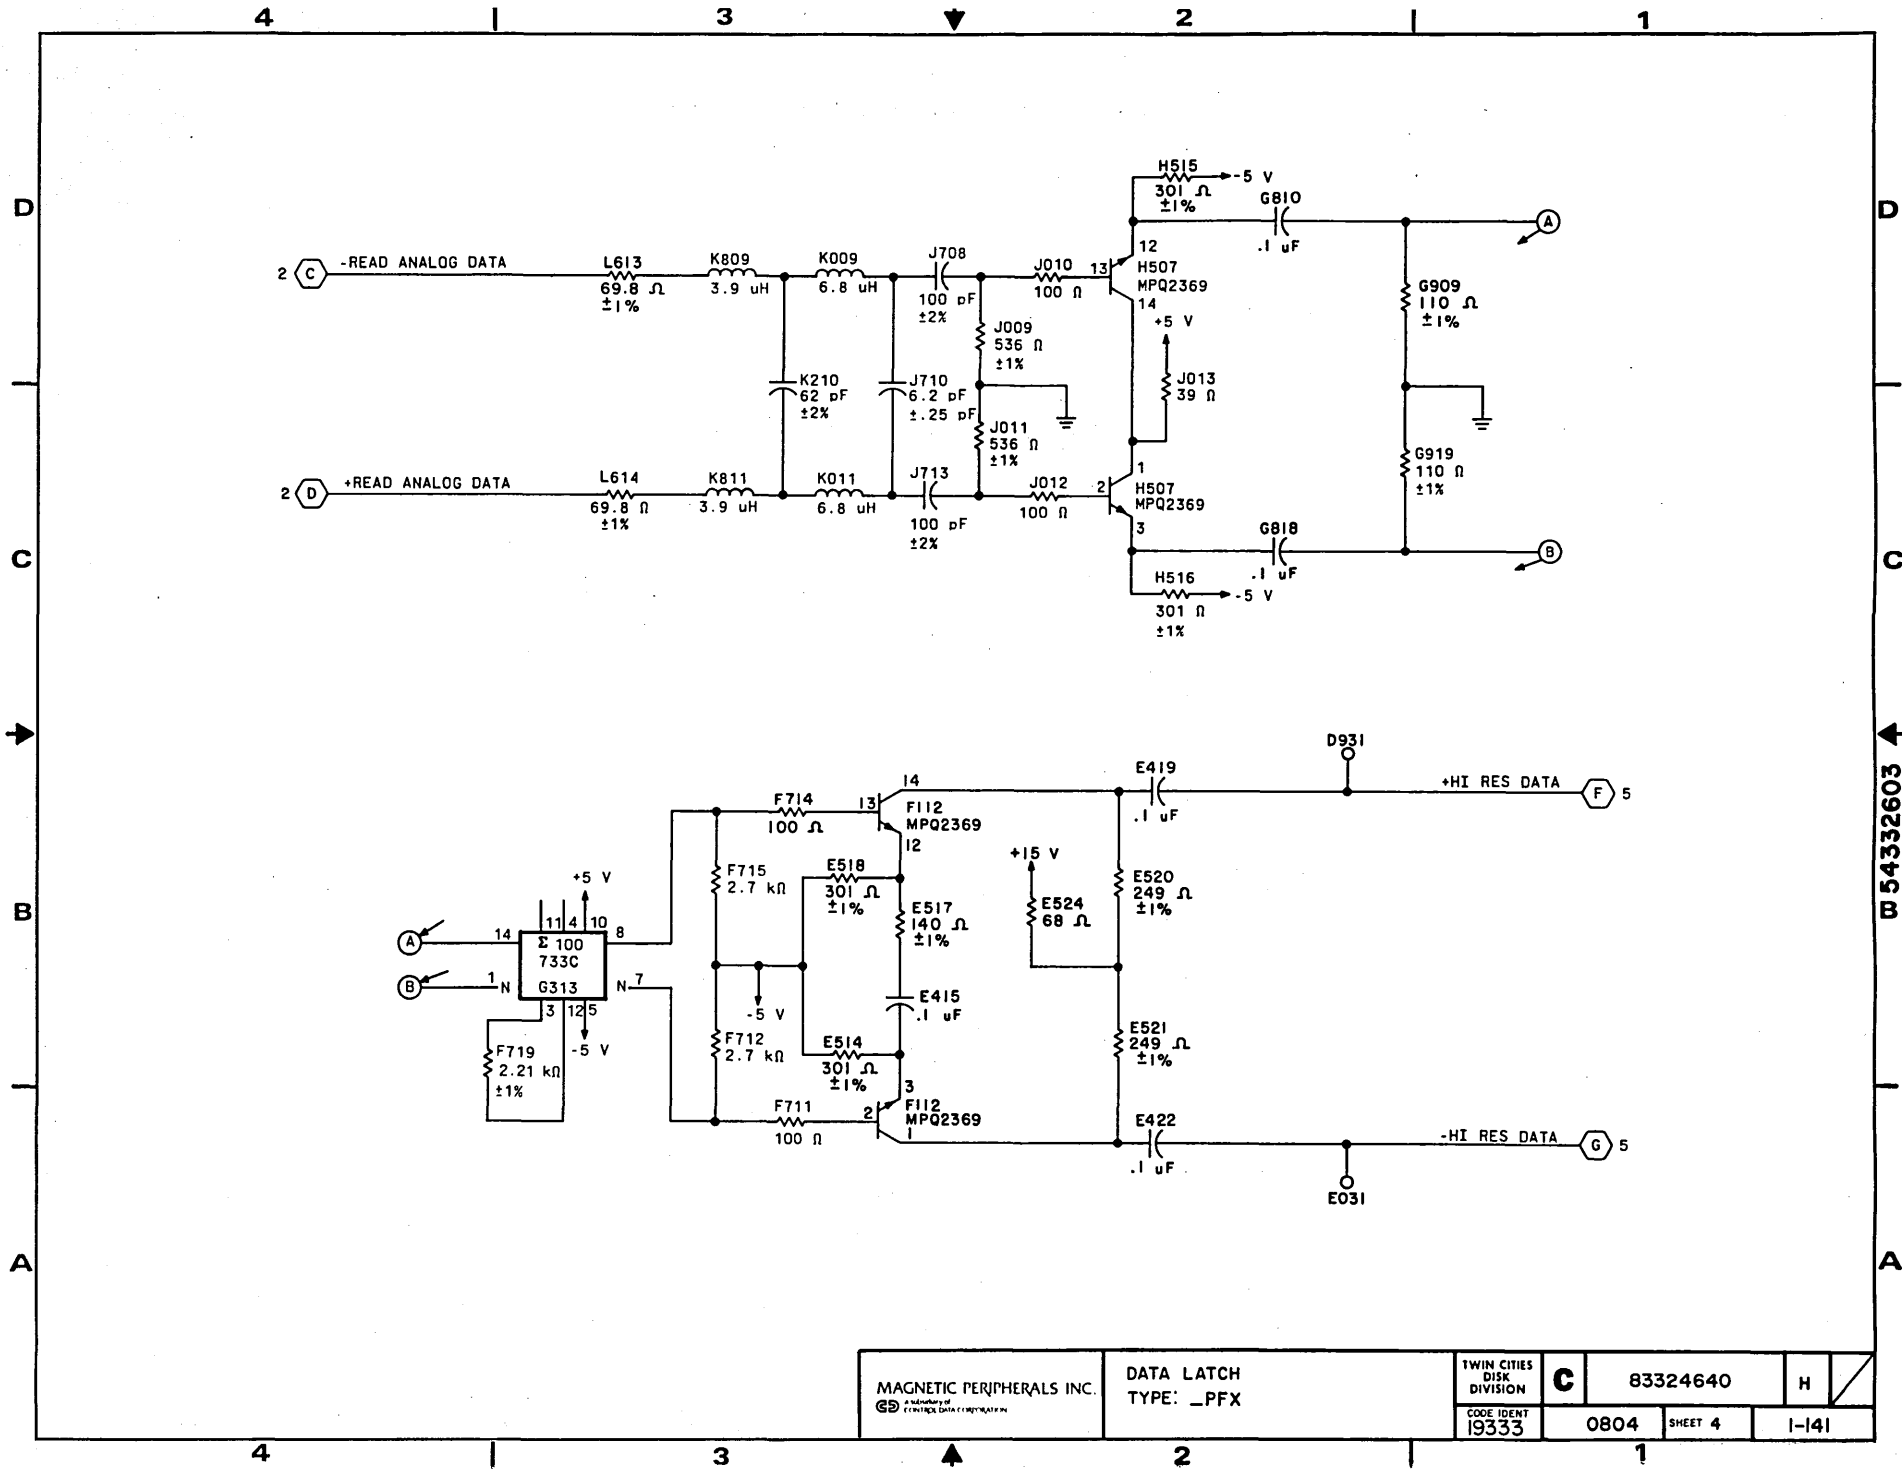 4 3 2 1
D
H515
301 Ω
±1%
-5 V
G810
.1 uF
A
D
2 C -READ ANALOG DATA
L613
69.8 Ω
±1%
K809
3.9 uH
K009
6.8 uH
J708
100 pF
±2%
J010
100 Ω
12
13
H507
MPQ2369
14
+5 V
G909
110 Ω
±1%
J009
536 Ω
±1%
K210
62 pF
±2%
J710
6.2 pF
±.25 pF
J013
39 Ω
J011
536 Ω
±1%
G919
110 Ω
±1%
2 D +READ ANALOG DATA
L614
69.8 Ω
±1%
K811
3.9 uH
K011
6.8 uH
J713
100 pF
±2%
J012
100 Ω
1
2
H507
MPQ2369
3
G818
.1 uF
B
C
C
H516
301 Ω
±1%
-5 V
D931
E419
.1 uF
+HI RES DATA F 5
14
F714
100 Ω
13
F112
MPQ2369
12
F715
2.7 kΩ
E518
301 Ω
±1%
+15 V
E524
68 Ω
E520
249 Ω
±1%
E517
140 Ω
±1%
B
B 54332603
+5 V
11 4 10
A 14
Σ 100
733C
G313
8
B 1 N
N 7
3 12 5
-5 V
F719
2.21 kΩ
±1%
-5 V
E415
.1 uF
F712
2.7 kΩ
E514
301 Ω
±1%
E521
249 Ω
±1%
3
F711
100 Ω
2
F112
MPQ2369
1
E422
.1 uF
-HI RES DATA G 5
E031
A
A
MAGNETIC PERIPHERALS INC.
a subsidiary of
CONTROL DATA CORPORATION
DATA LATCH
TYPE: _PFX
TWIN CITIES
DISK
DIVISION
C
83324640
H
CODE IDENT
19333
0804
SHEET 4
1-141
4 3 2 1